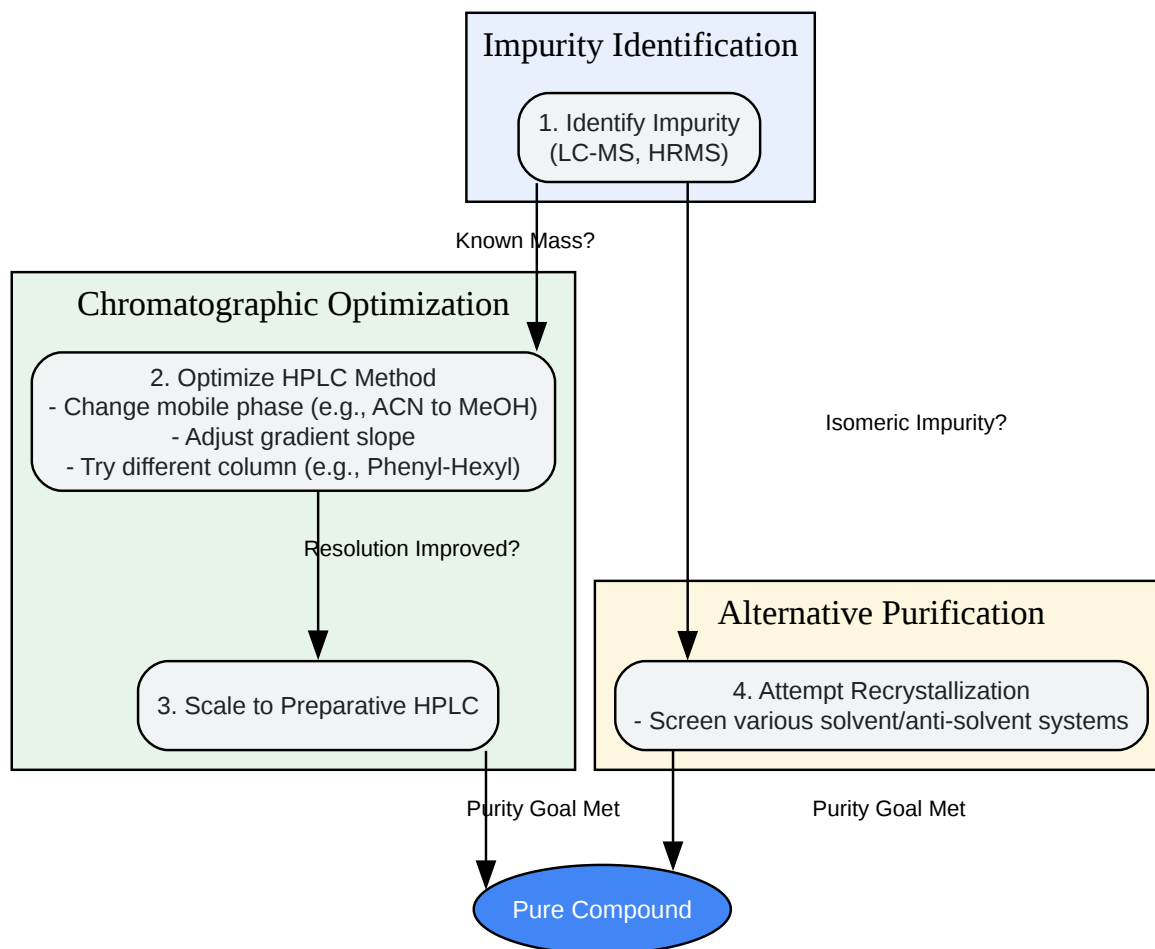 Impurity Identification
1. Identify Impurity
(LC-MS, HRMS)
Known Mass?
Chromatographic Optimization
2. Optimize HPLC Method
- Change mobile phase (e.g., ACN to MeOH)
- Adjust gradient slope
- Try different column (e.g., Phenyl-Hexyl)
Isomeric Impurity?
Resolution Improved?
Alternative Purification
3. Scale to Preparative HPLC
4. Attempt Recrystallization
- Screen various solvent/anti-solvent systems
Purity Goal Met
Purity Goal Met
Pure Compound